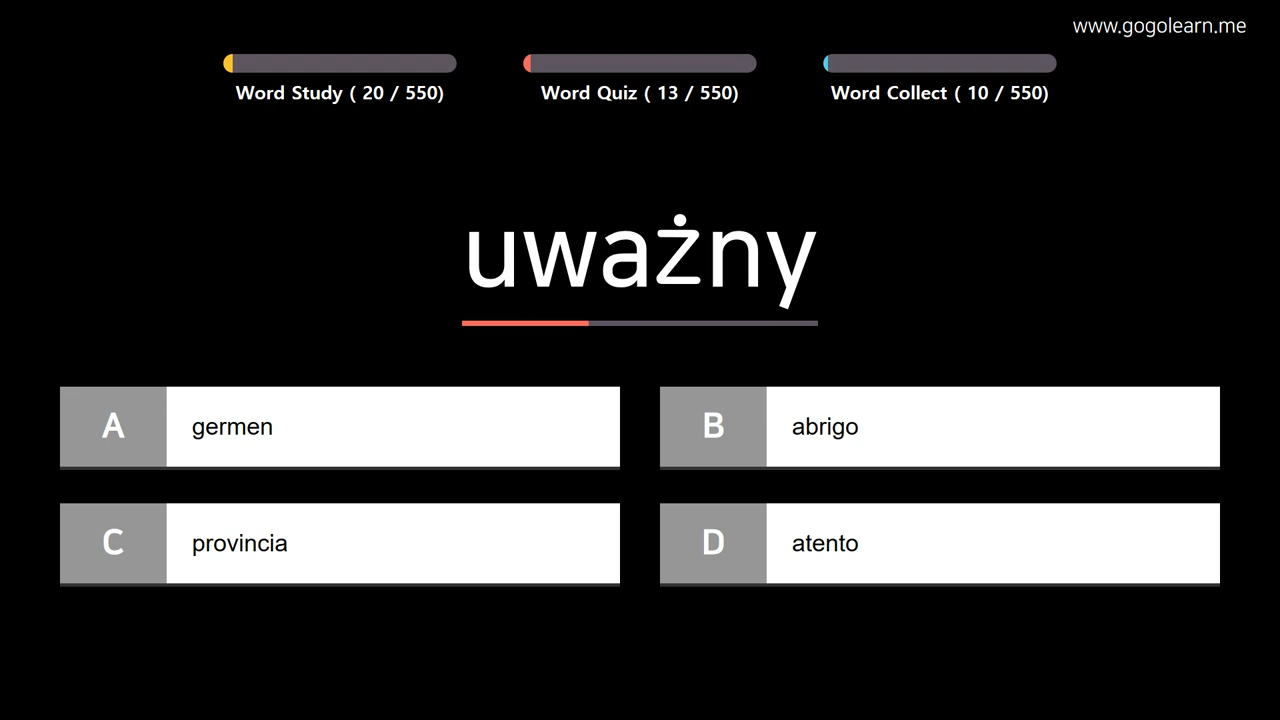 www.gogolearn.me
Word Study ( 20 / 550)
Word Quiz ( 13 / 550)
Word Collect ( 10 / 550)
uważny
A germen
B abrigo
C provincia
D atento